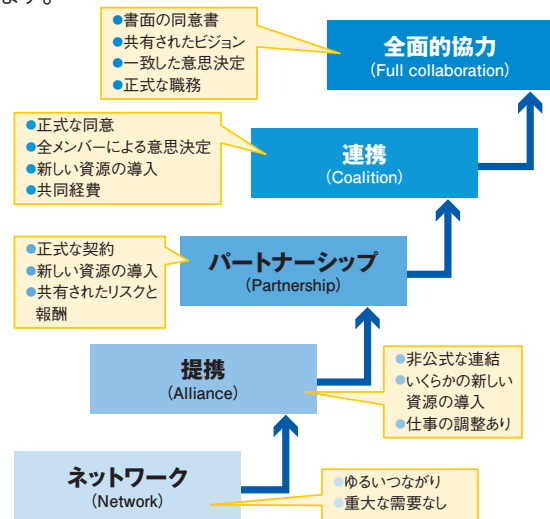 ます。
●書面の同意書
●共有されたビジョン
●一致した意思決定
●正式な職務
全面的協力
(Full collaboration)
●正式な同意
●全メンバーによる意思決定
●新しい資源の導入
●共同経費
連携
(Coalition)
●正式な契約
●新しい資源の導入
●共有されたリスクと
報酬
パートナーシップ
(Partnership)
提携
(Alliance)
●非公式な連結
●いくらかの新しい
資源の導入
●仕事の調整あり
ネットワーク
(Network)
●ゆるいつながり
●重大な需要なし